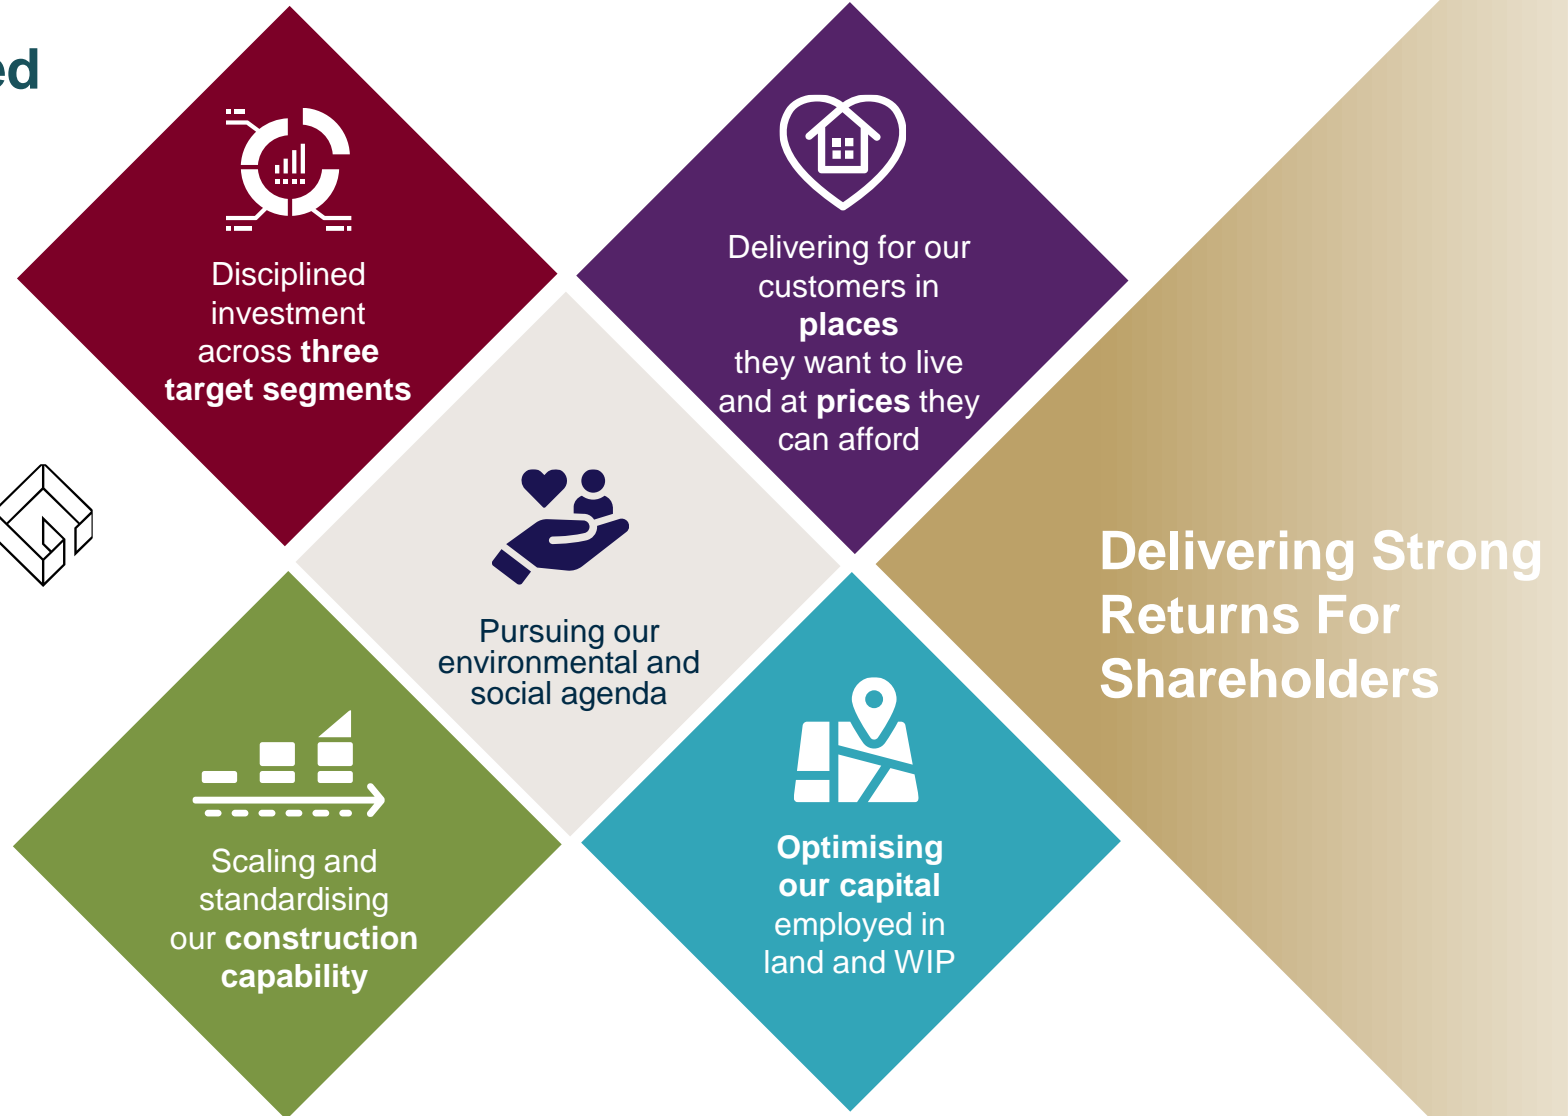 ed
Disciplined
investment
across three
target segments
Delivering for our
customers in
places
they want to live
and at prices they
can afford
Pursuing our
environmental and
social agenda
Scaling and
standardising
our construction
capability
Optimising
our capital
employed in
land and WIP
Delivering Strong
Returns For
Shareholders